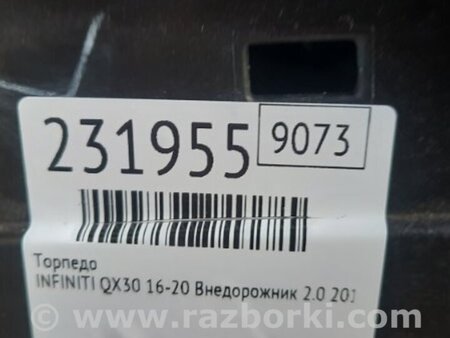 231955 9073
Торпедо
INFINITI QX30 16-20 Внедорожник 2.0 201
www.razborki.com